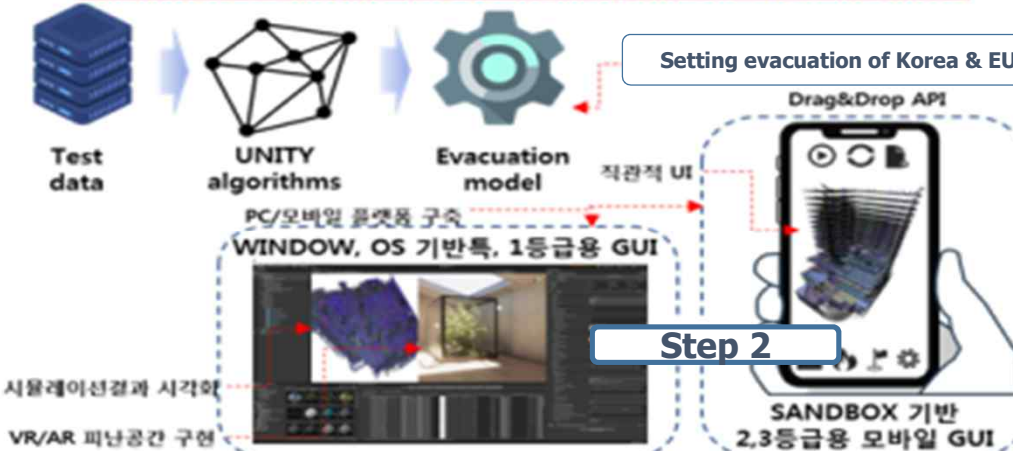 Setting evacuation of Korea & EU
Drag&Drop API
Test
data
UNITY
algorithms
Evacuation
model
직관적 UI
PC/모바일 플랫폼 구축
WINDOW, OS 기반특, 1등급용 GUI
Step 2
시뮬레이션결과 시각화
VR/AR 피난공간 구현
SANDBOX 기반
2,3등급용 모바일 GUI